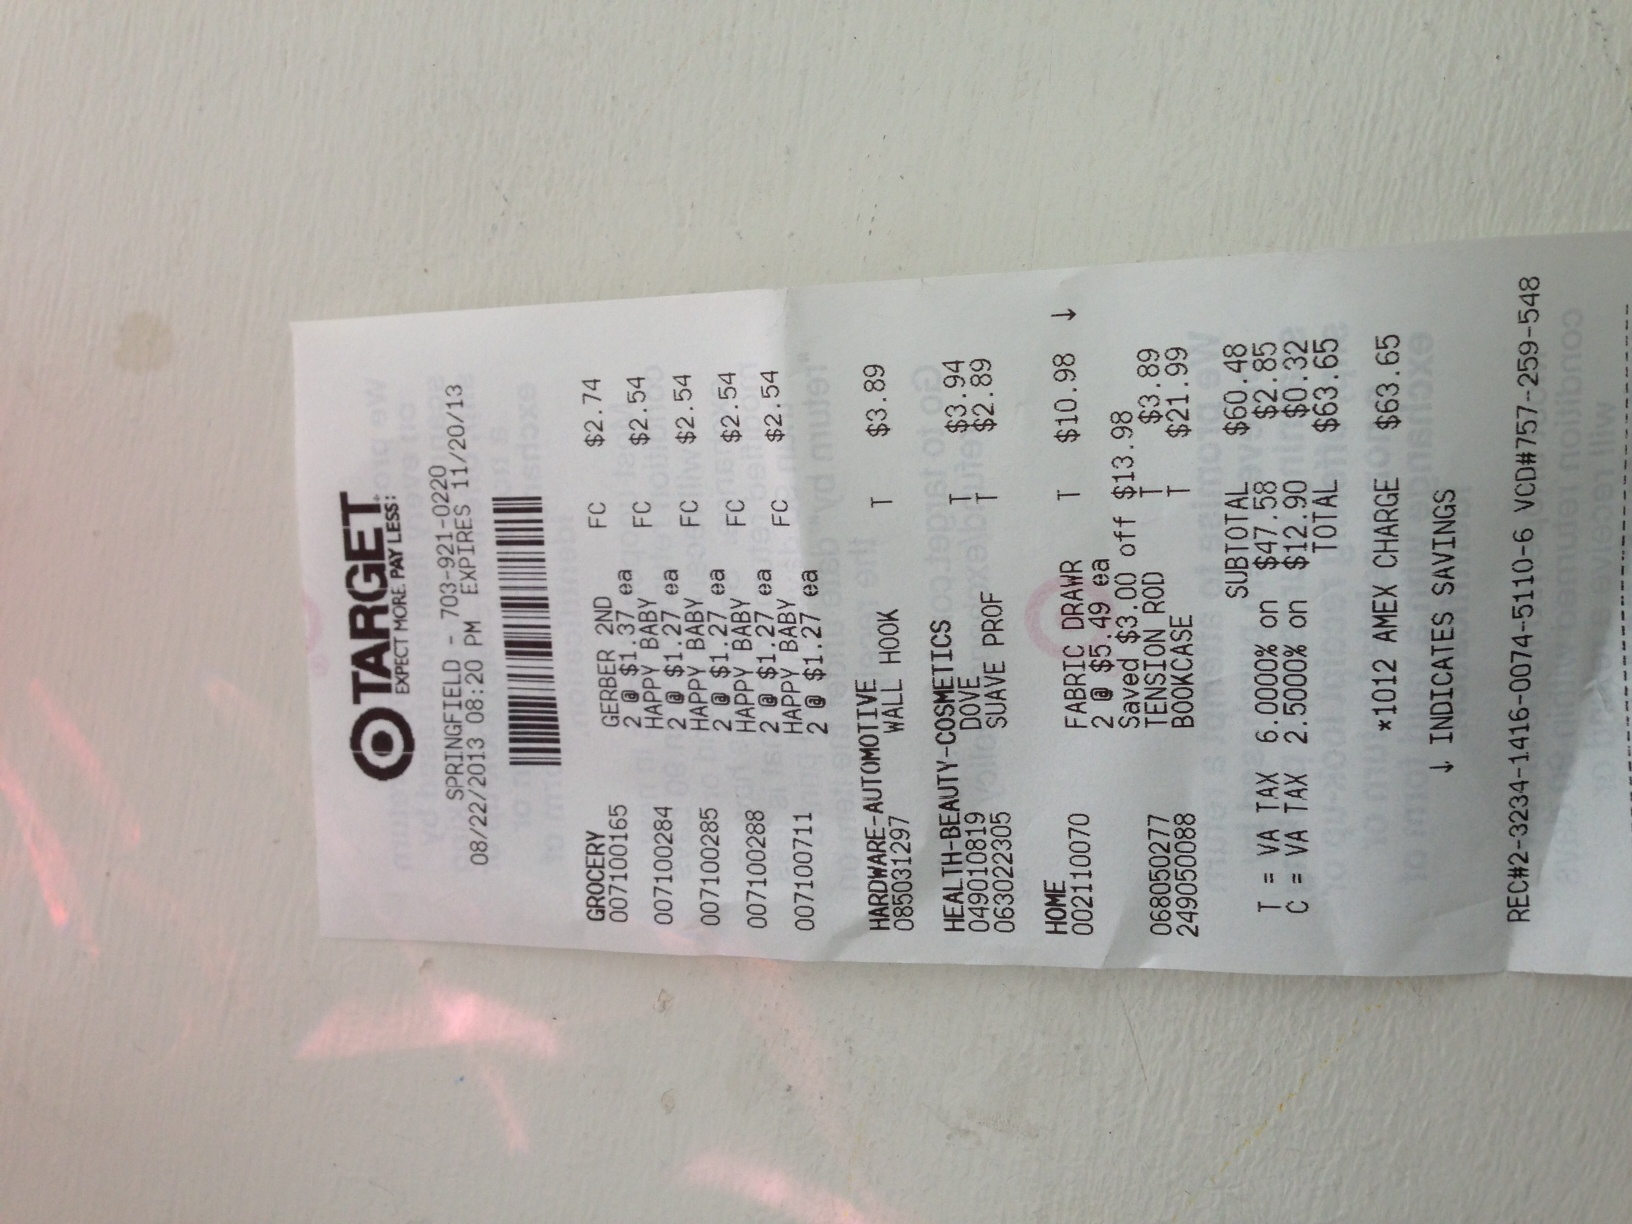 TARGET
EXPECT MORE. PAY LESS.
SPRINGFIELD - 703-921-0220
08/22/2013 08:20 PM EXPIRES 11/20/13
GROCERY
007100165 GERBER 2ND FC $2.74
2 @ $1.37 ea
007100284 HAPPY BABY FC $2.54
2 @ $1.27 ea
007100285 HAPPY BABY FC $2.54
2 @ $1.27 ea
007100288 HAPPY BABY FC $2.54
2 @ $1.27 ea
007100711 HAPPY BABY FC $2.54
2 @ $1.27 ea
HARDWARE-AUTOMOTIVE
085031297 WALL HOOK T $3.89
HEALTH-BEAUTY-COSMETICS
049010819 DOVE T $3.94
063022305 SUAVE PROF T $2.89
HOME
002110070 FABRIC DRAWR T $10.98 ↓
2 @ $5.49 ea
Saved $3.00 off $13.98
068050277 TENSION ROD T $3.89
249050088 BOOKCASE T $21.99
SUBTOTAL $60.48
T = VA TAX 6.0000% on $47.58 $2.85
C = VA TAX 2.5000% on $12.90 $0.32
TOTAL $63.65
*1012 AMEX CHARGE $63.65
↓ INDICATES SAVINGS
REC#2-3234-1416-0074-5110-6 VCD#757-259-548